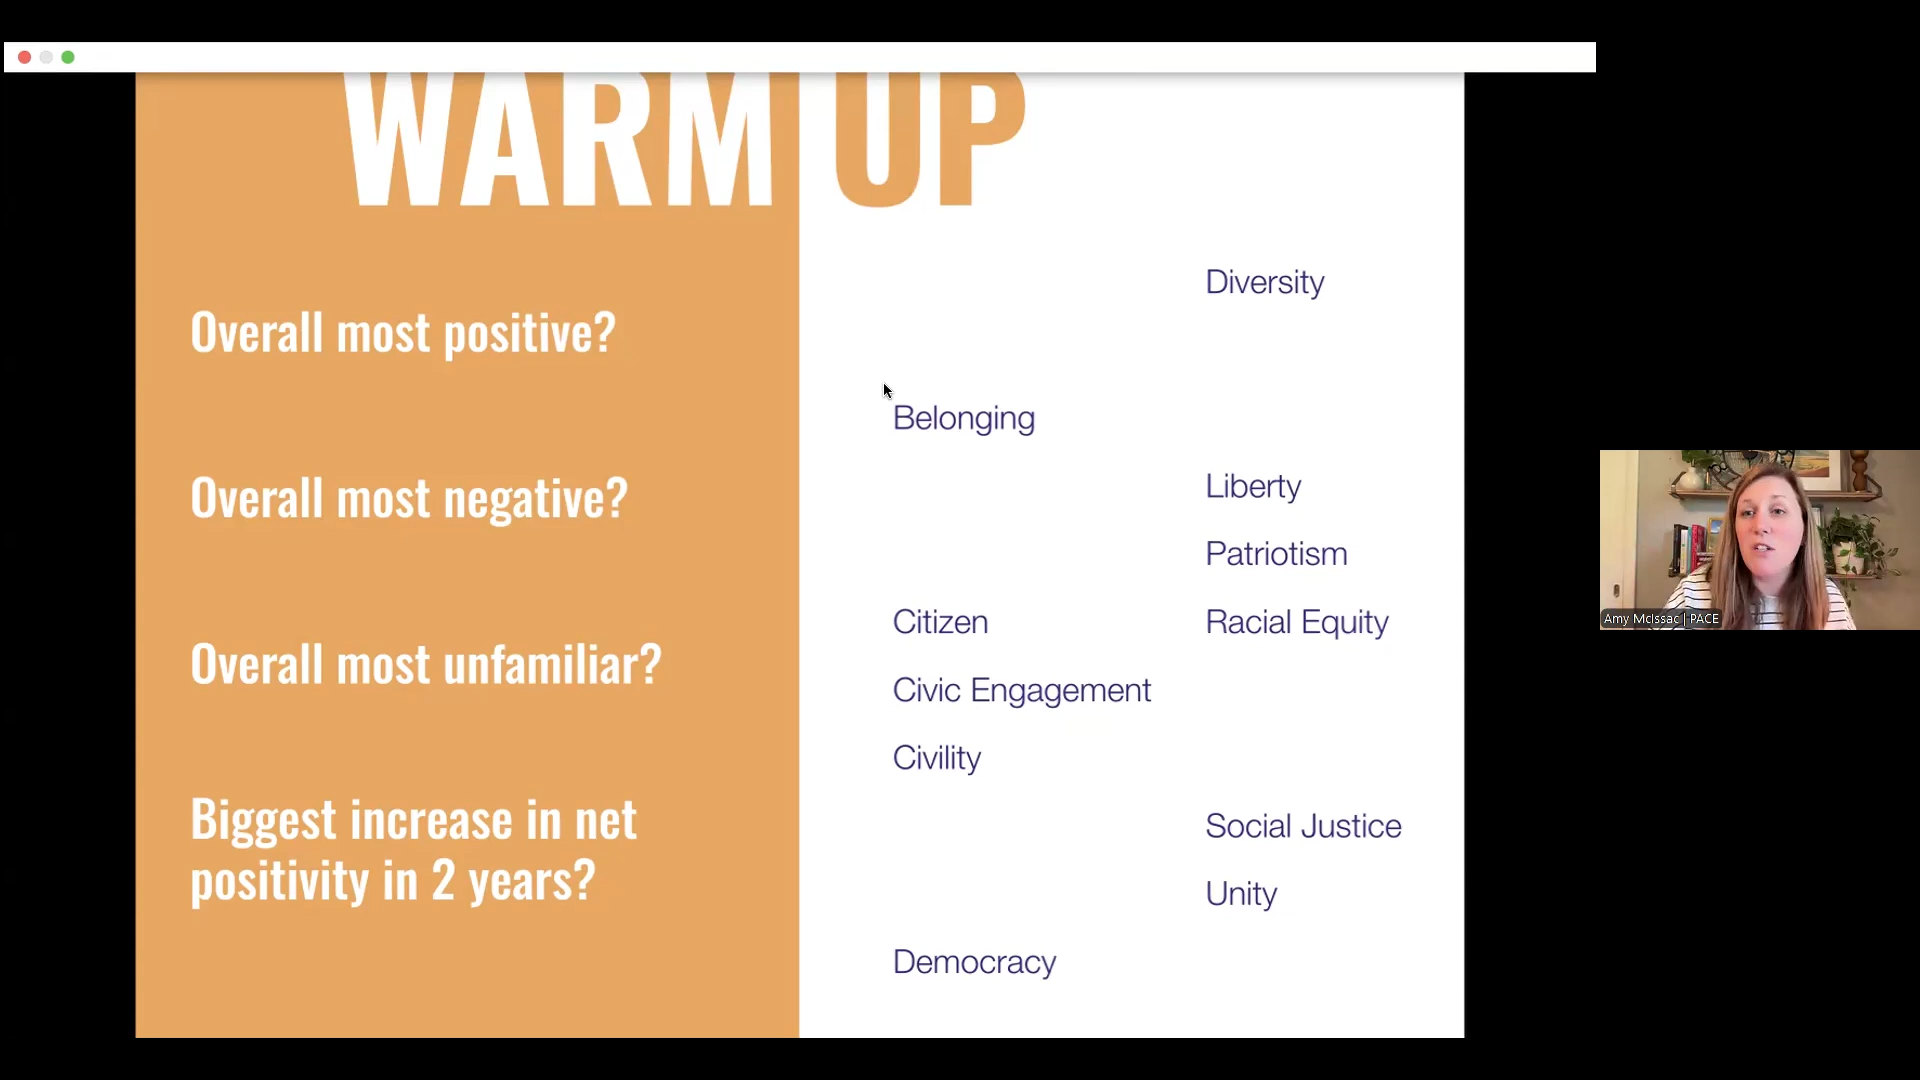 WARM UP
Overall most positive?
Overall most negative?
Overall most unfamiliar?
Biggest increase in net
positivity in 2 years?
Diversity
Belonging
Liberty
Patriotism
Citizen
Racial Equity
Civic Engagement
Civility
Social Justice
Unity
Democracy
Amy McIssac | PACE